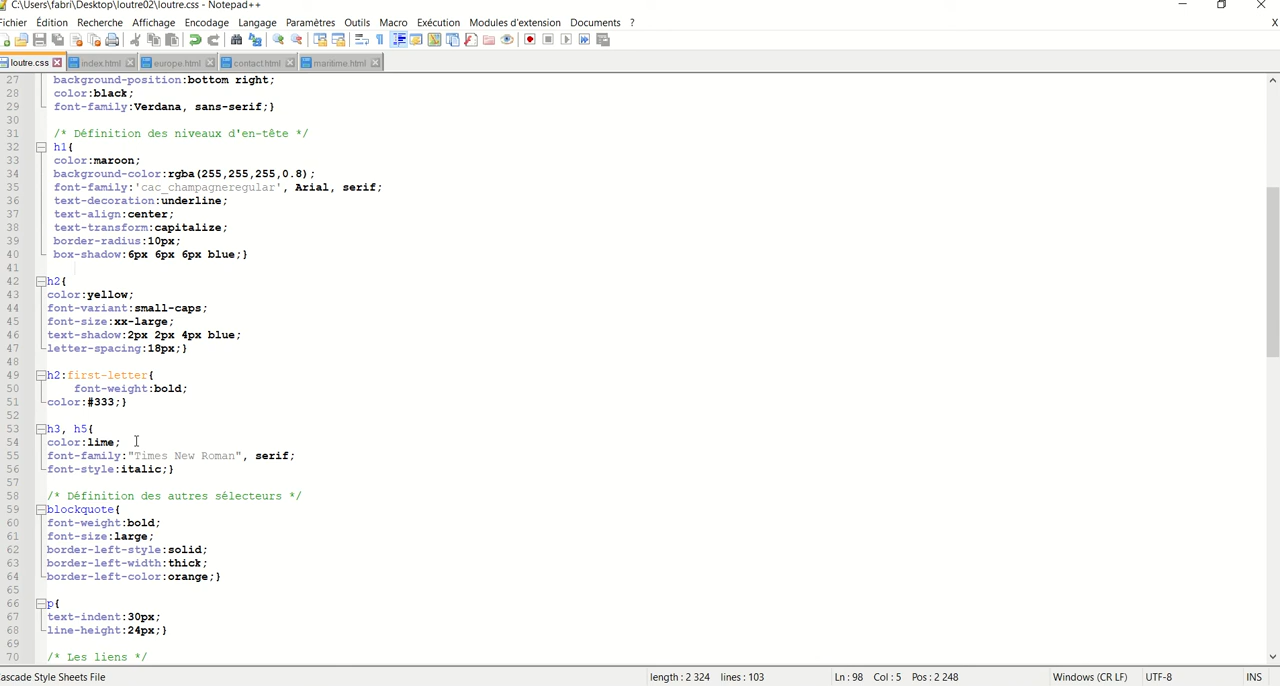 C:\Users\fabri\Desktop\loutre02\loutre.css - Notepad++
ichier Édition Recherche Affichage Encodage Langage Paramètres Outils Macro Exécution Modules d'extension Documents ? X
loutre.css index.html europe.html contact.html maritime.html
27 background-position:bottom right;
28 color:black;
29 font-family:Verdana, sans-serif;}
30
31 /* Définition des niveaux d'en-tête */
32 h1{
33 color:maroon;
34 background-color:rgba(255,255,255,0.8);
35 font-family:'cac_champagneregular', Arial, serif;
36 text-decoration:underline;
37 text-align:center;
38 text-transform:capitalize;
39 border-radius:10px;
40 box-shadow:6px 6px 6px blue;}
41
42 h2{
43 color:yellow;
44 font-variant:small-caps;
45 font-size:xx-large;
46 text-shadow:2px 2px 4px blue;
47 letter-spacing:18px;}
48
49 h2:first-letter{
50 font-weight:bold;
51 color:#333;}
52
53 h3, h5{
54 color:lime;
55 font-family:"Times New Roman", serif;
56 font-style:italic;}
57
58 /* Définition des autres sélecteurs */
59 blockquote{
60 font-weight:bold;
61 font-size:large;
62 border-left-style:solid;
63 border-left-width:thick;
64 border-left-color:orange;}
65
66 p{
67 text-indent:30px;
68 line-height:24px;}
69
70 /* Les liens */
ascade Style Sheets File length : 2 324 lines : 103 Ln : 98 Col : 5 Pos : 2 248 Windows (CR LF) UTF-8 INS